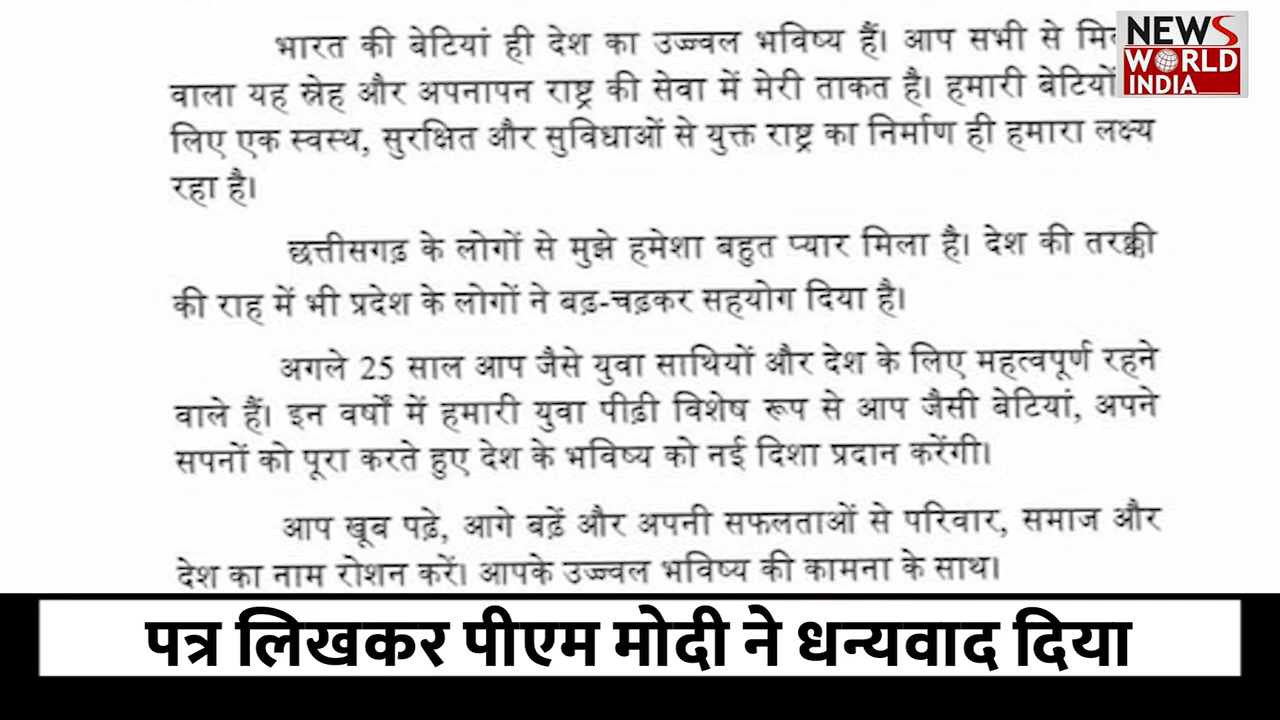 भारत की बेटियां ही देश का उज्ज्वल भविष्य हैं। आप सभी से
वाला यह स्नेह और अपनापन राष्ट्र की सेवा में मेरी ताकत है। हमारी बेटियों
लिए एक स्वस्थ, सुरक्षित और सुविधाओं से युक्त राष्ट्र का निर्माण ही हमारा लक्ष्य
रहा है।
छत्तीसगढ़ के लोगों से मुझे हमेशा बहुत प्यार मिला है। देश की तरक्की
की राह में भी प्रदेश के लोगों ने बढ़-चढ़कर सहयोग दिया है।
अगले 25 साल आप जैसे युवा साथियों और देश के लिए महत्वपूर्ण रहने
वाले हैं। इन वर्षों में हमारी युवा पीढ़ी विशेष रूप से आप जैसी बेटियां, अपने
सपनों को पूरा करते हुए देश के भविष्य को नई दिशा प्रदान करेंगी।
आप खूब पढ़े, आगे बढ़ें और अपनी सफलताओं से परिवार, समाज और
देश का नाम रोशन करें। आपके उज्ज्वल भविष्य की कामना के साथ।
NEWS
WORLD
INDIA
पत्र लिखकर पीएम मोदी ने धन्यवाद दिया